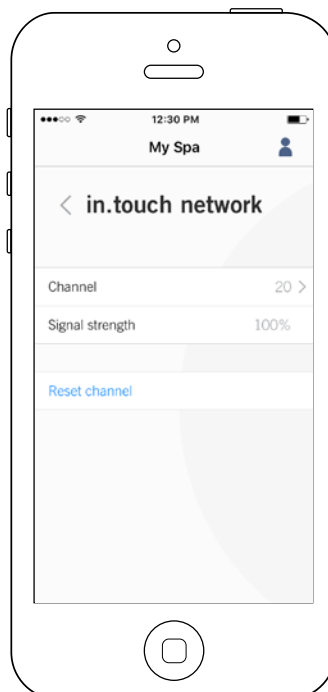 12:30 PM
My Spa
in.touch network
Channel 20
Signal strength 100%
Reset channel